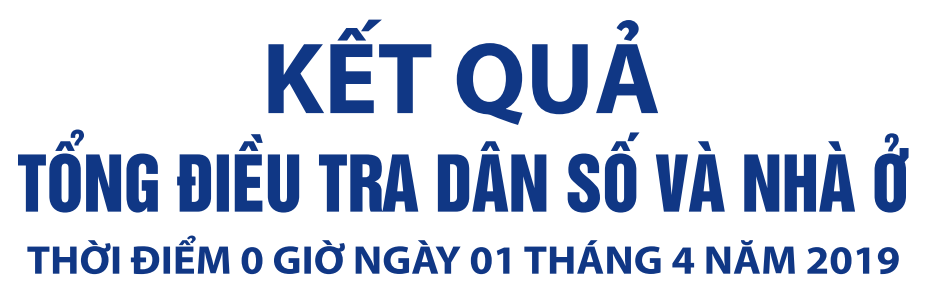 KẾT QUẢ
TỔNG ĐIỀU TRA DÂN SỐ VÀ NHÀ Ở
THỜI ĐIỂM 0 GIỜ NGÀY 01 THÁNG 4 NĂM 2019